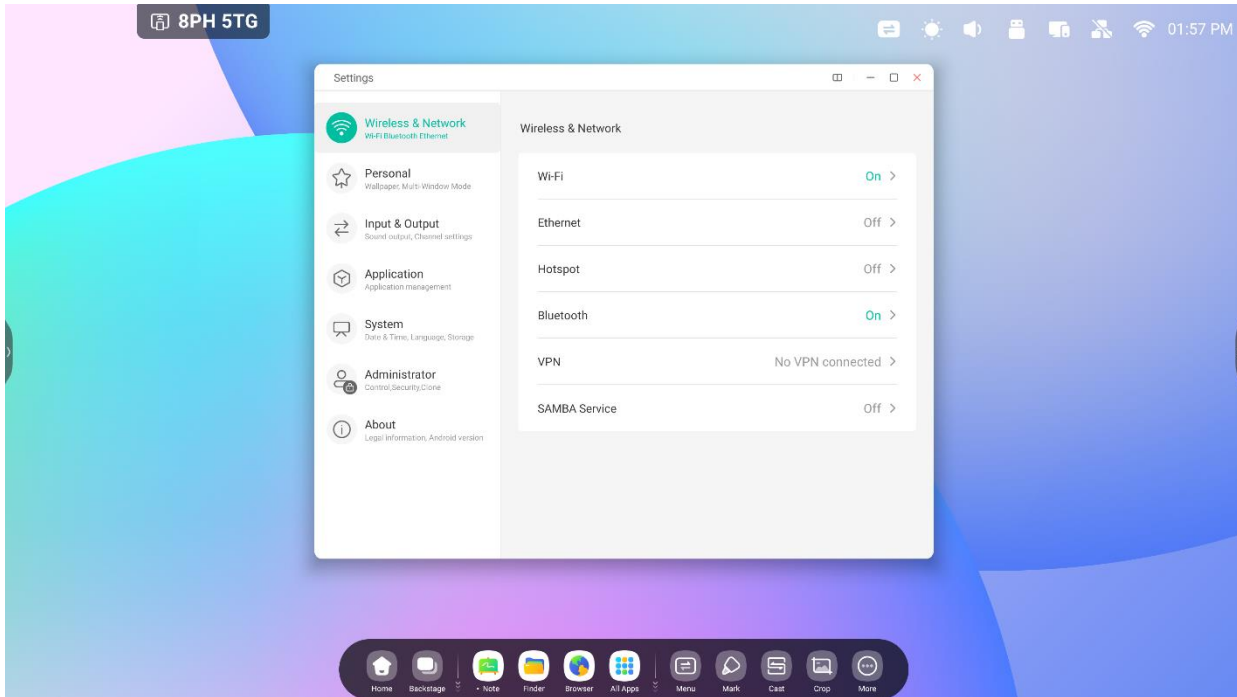 8PH 5TG
01:57 PM
Settings
Wireless & Network
Wi-Fi Bluetooth Ethernet
Personal
Wallpaper, Multi-Window Mode
Input & Output
Sound output, Channel settings
Application
Application management
System
Date & Time, Language, Storage
Administrator
Control,Security,Clone
About
Legal information, Android version
Wireless & Network
Wi-Fi On
Ethernet Off
Hotspot Off
Bluetooth On
VPN No VPN connected
SAMBA Service Off
Home Backstage • Note Finder Browser All Apps Menu Mark Cast Crop More